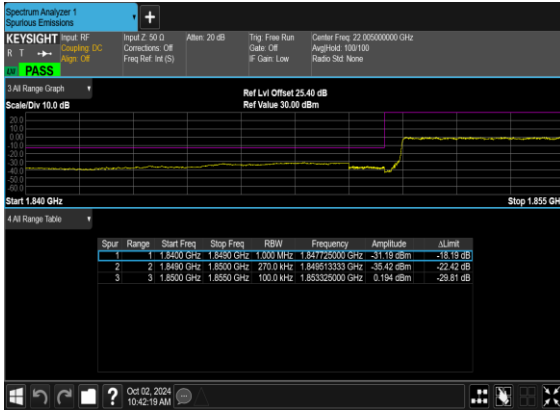 Spectrum Analyzer 1
Spurious Emissions
KEYSIGHT Input: RF Input Z: 50 Ω Atten: 20 dB Trig: Free Run Center Freq: 22.005000000 GHz
R T Coupling: DC Corrections: Off Gate: Off Avg|Hold: 100/100
Align: Off Freq Ref: Int (S) IF Gain: Low Radio Std: None
PASS
3 All Range Graph Ref Lvl Offset 25.40 dB
Scale/Div 10.0 dB Ref Value 30.00 dBm
20.0
10.0
0.00
-10.0
-20.0
-30.0
-40.0
-50.0
-60.0
Start 1.840 GHz Stop 1.855 GH
4 All Range Table
Spur Range Start Freq Stop Freq RBW Frequency Amplitude ΔLimit
1 1 1.8400 GHz 1.8490 GHz 1.000 MHz 1.847725000 GHz -31.19 dBm -18.19 dB
2 2 1.8490 GHz 1.8500 GHz 270.0 kHz 1.849513333 GHz -35.42 dBm -22.42 dB
3 3 1.8500 GHz 1.8550 GHz 100.0 kHz 1.853325000 GHz 0.194 dBm -29.81 dB
? Oct 02, 2024
10:42:19 AM